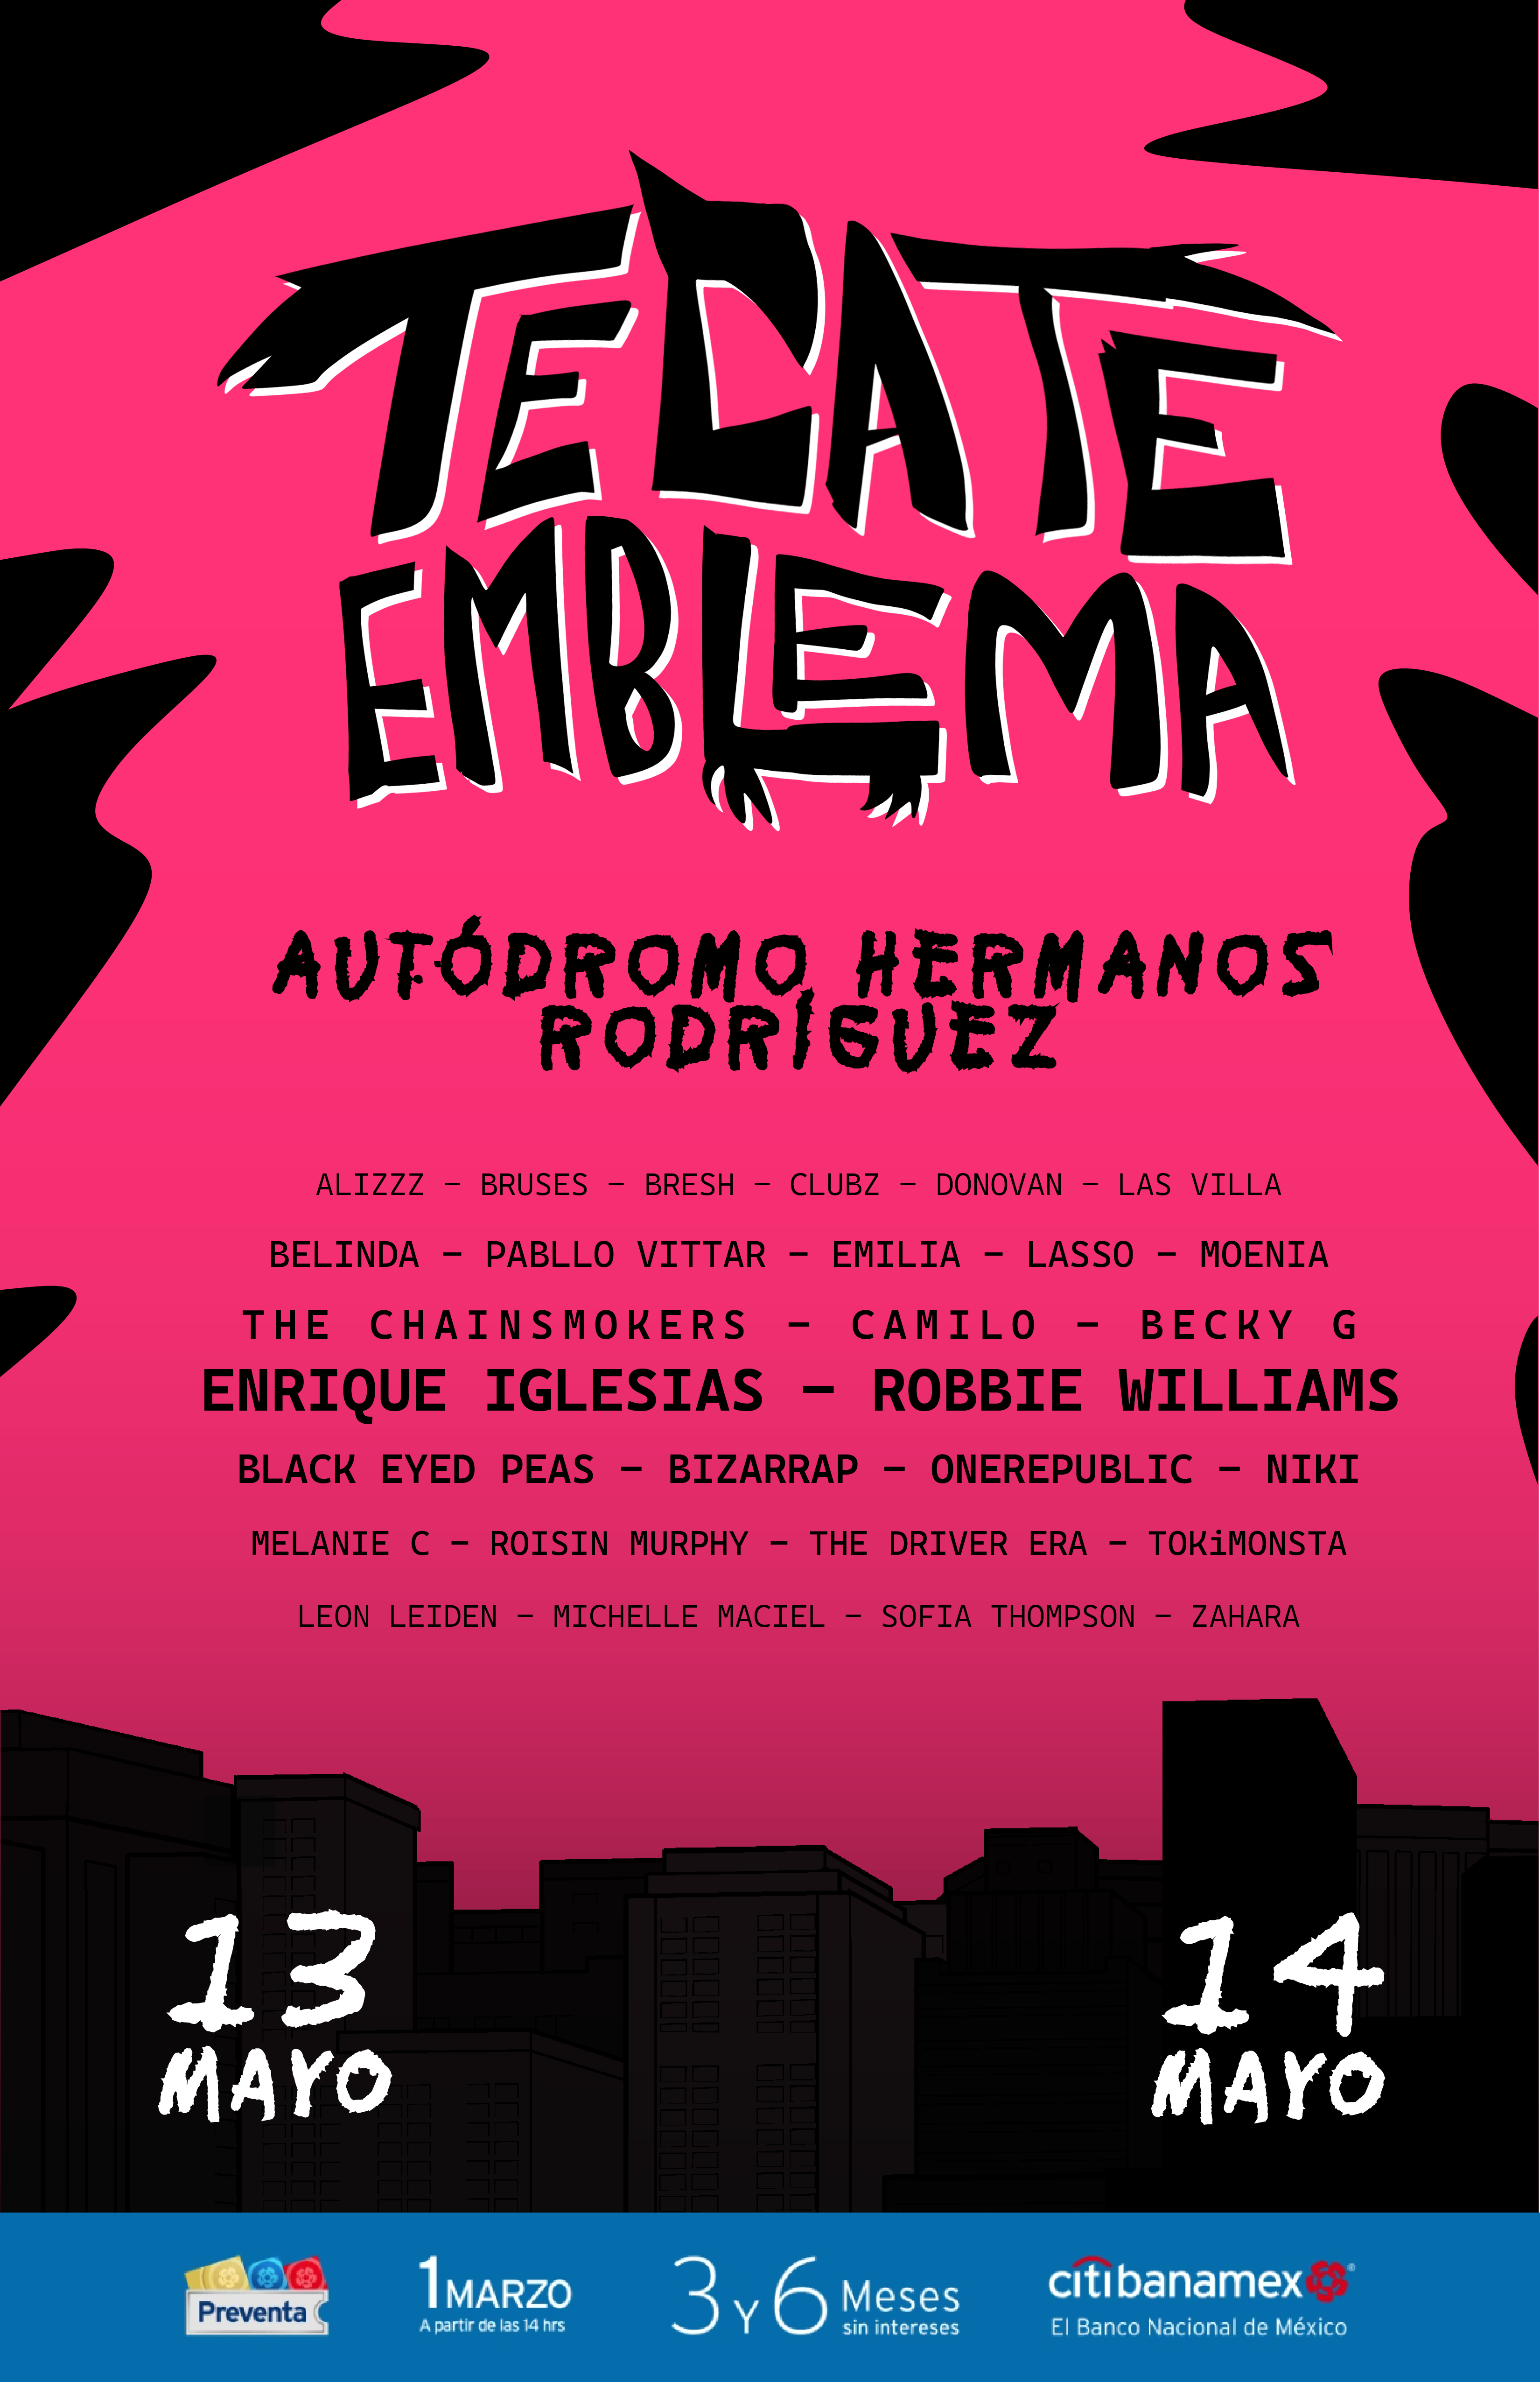 TECATE
EMBLEMA
AUTÓDROMO HERMANOS
RODRÍGUEZ
ALIZZZ – BRUSES – BRESH – CLUBZ – DONOVAN – LAS VILLA
BELINDA – PABLLO VITTAR – EMILIA – LASSO – MOENIA
THE CHAINSMOKERS – CAMILO – BECKY G
ENRIQUE IGLESIAS – ROBBIE WILLIAMS
BLACK EYED PEAS – BIZARRAP – ONEREPUBLIC – NIKI
MELANIE C – ROISIN MURPHY – THE DRIVER ERA – TOKiMONSTA
LEON LEIDEN – MICHELLE MACIEL – SOFIA THOMPSON – ZAHARA
13
MAYO
14
MAYO
Preventa
1 MARZO
A partir de las 14 hrs
3 Y 6 Meses
sin intereses
citibanamex®
El Banco Nacional de México